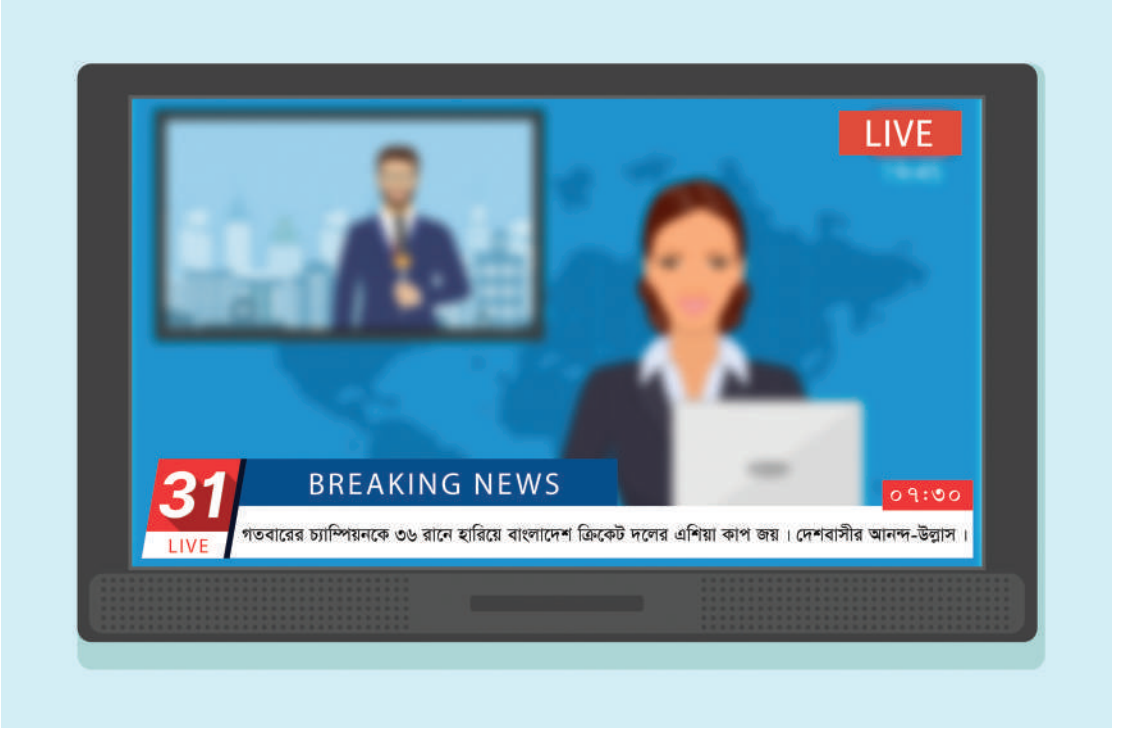 LIVE
31
BREAKING NEWS
০৭:৩০
LIVE
গতবারের চ্যাম্পিয়নকে ৩৬ রানে হারিয়ে বাংলাদেশ ক্রিকেট দলের এশিয়া কাপ জয় । দেশবাসীর আনন্দ-উল্লাস ।